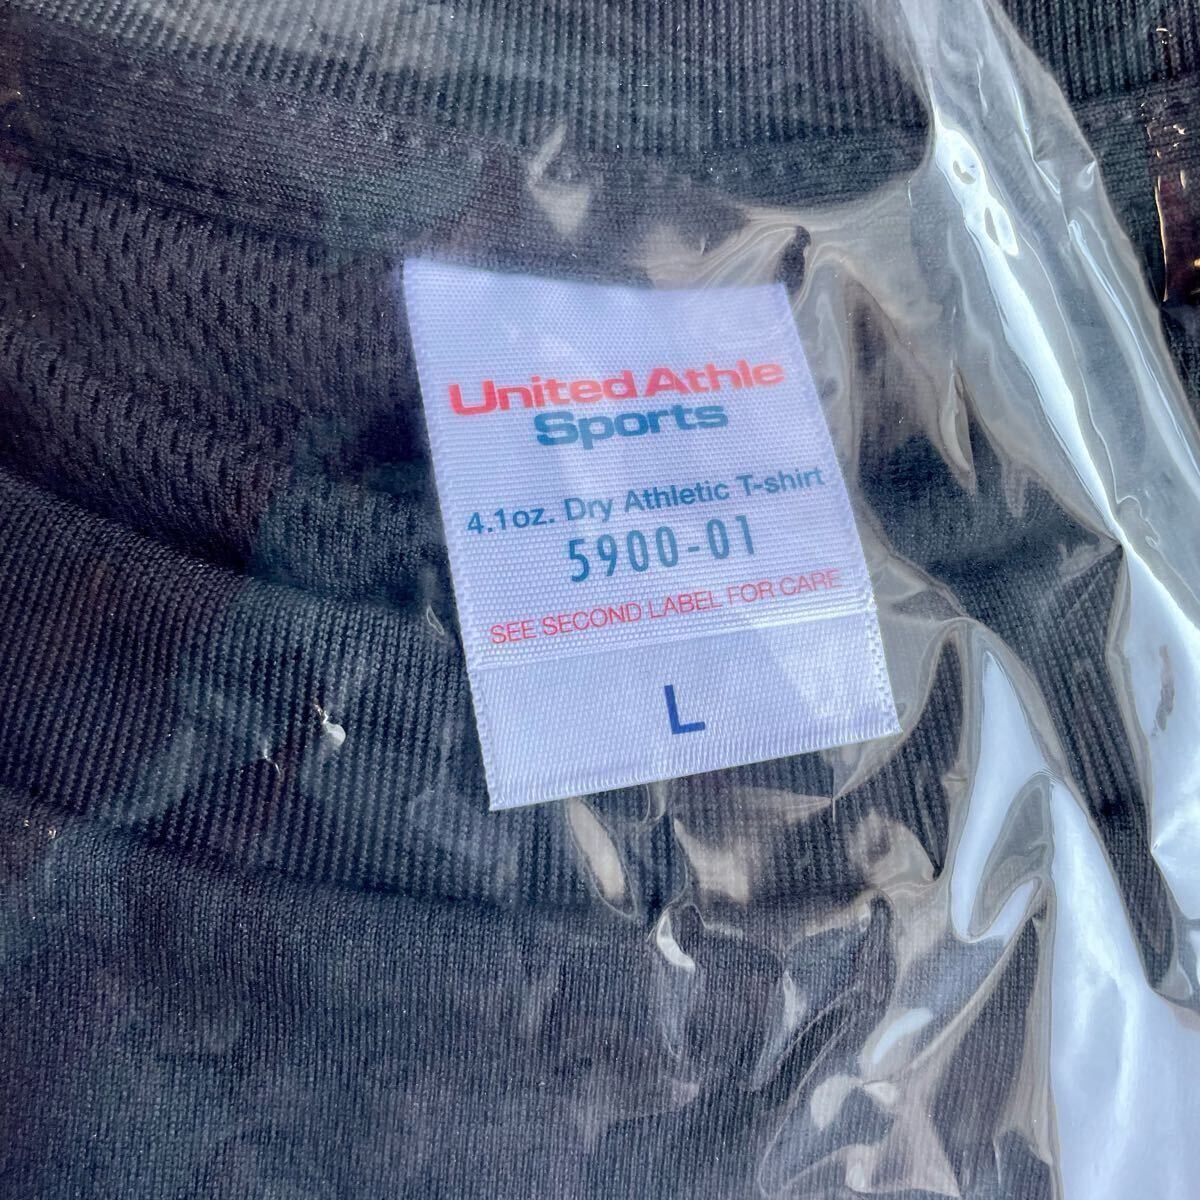 United Athle
Sports
4.1oz. Dry Athletic T-shirt
5900-01
SEE SECOND LABEL FOR CARE
L